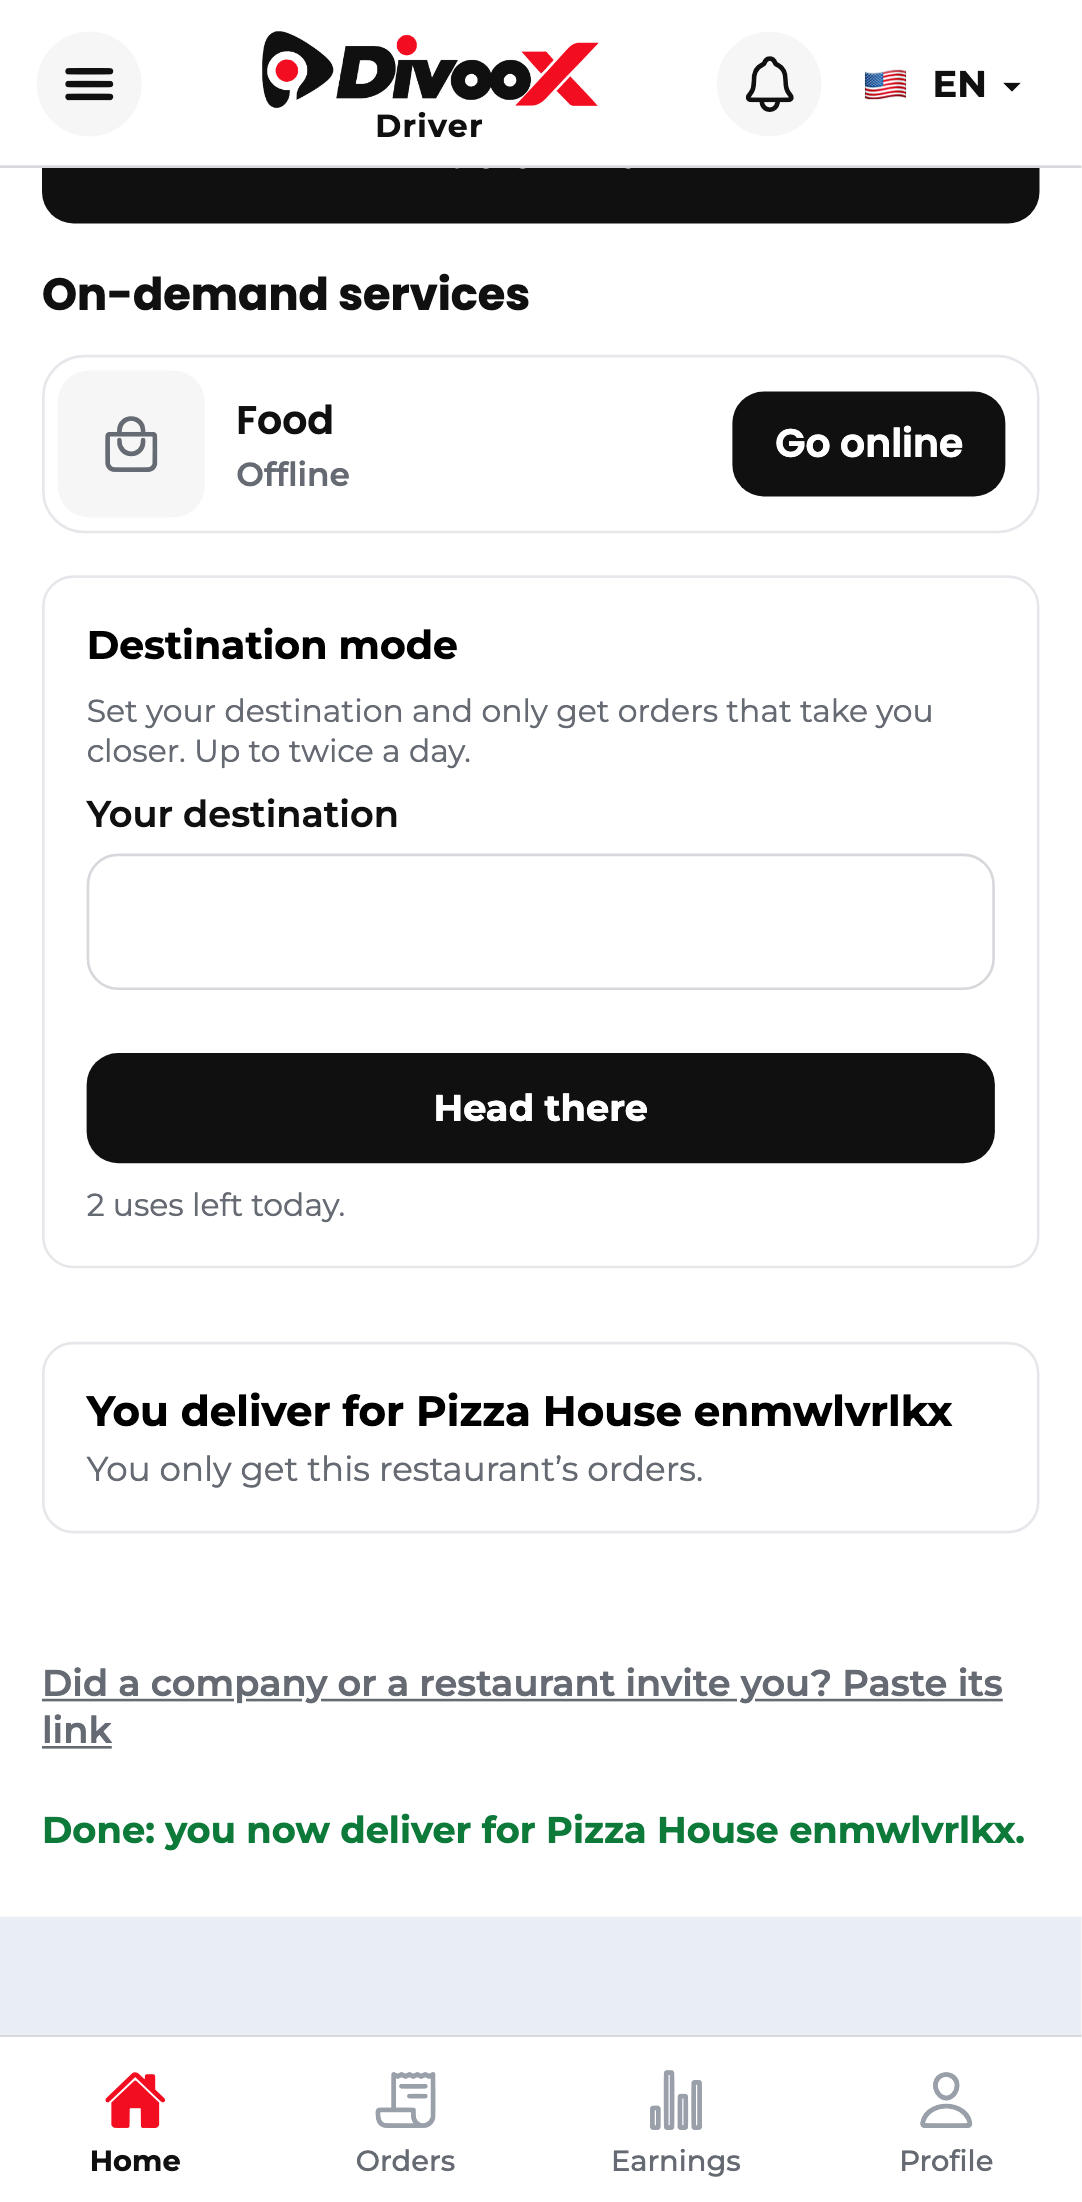 DivooX
Driver
EN
On-demand services
Food
Offline
Go online
Destination mode
Set your destination and only get orders that take you
closer. Up to twice a day.
Your destination
Head there
2 uses left today.
You deliver for Pizza House enmwlvrlkx
You only get this restaurant’s orders.
Did a company or a restaurant invite you? Paste its
link
Done: you now deliver for Pizza House enmwlvrlkx.
Home
Orders
Earnings
Profile